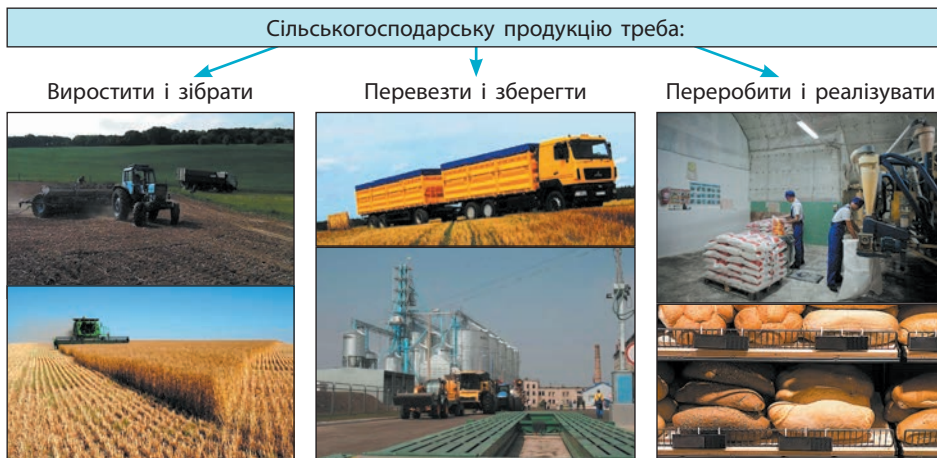 Сільськогосподарську продукцію треба:
Виростити і зібрати
Перевезти і зберегти
Переробити і реалізувати